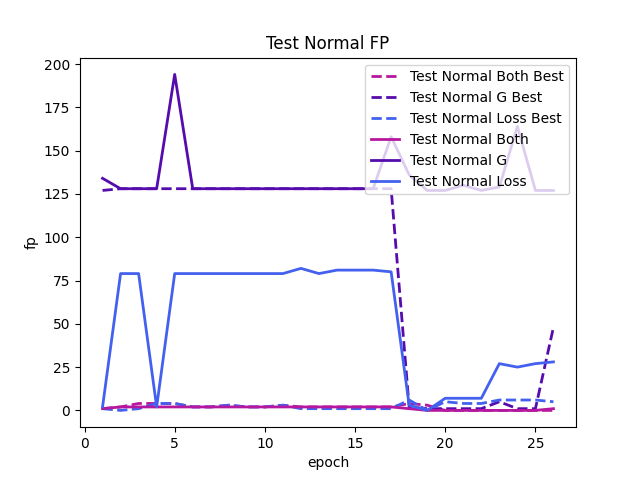 Test Normal FP
200
175
150
125
100
75
50
25
0
fp
0
5
10
15
20
25
epoch
Test Normal Both Best
Test Normal G Best
Test Normal Loss Best
Test Normal Both
Test Normal G
Test Normal Loss